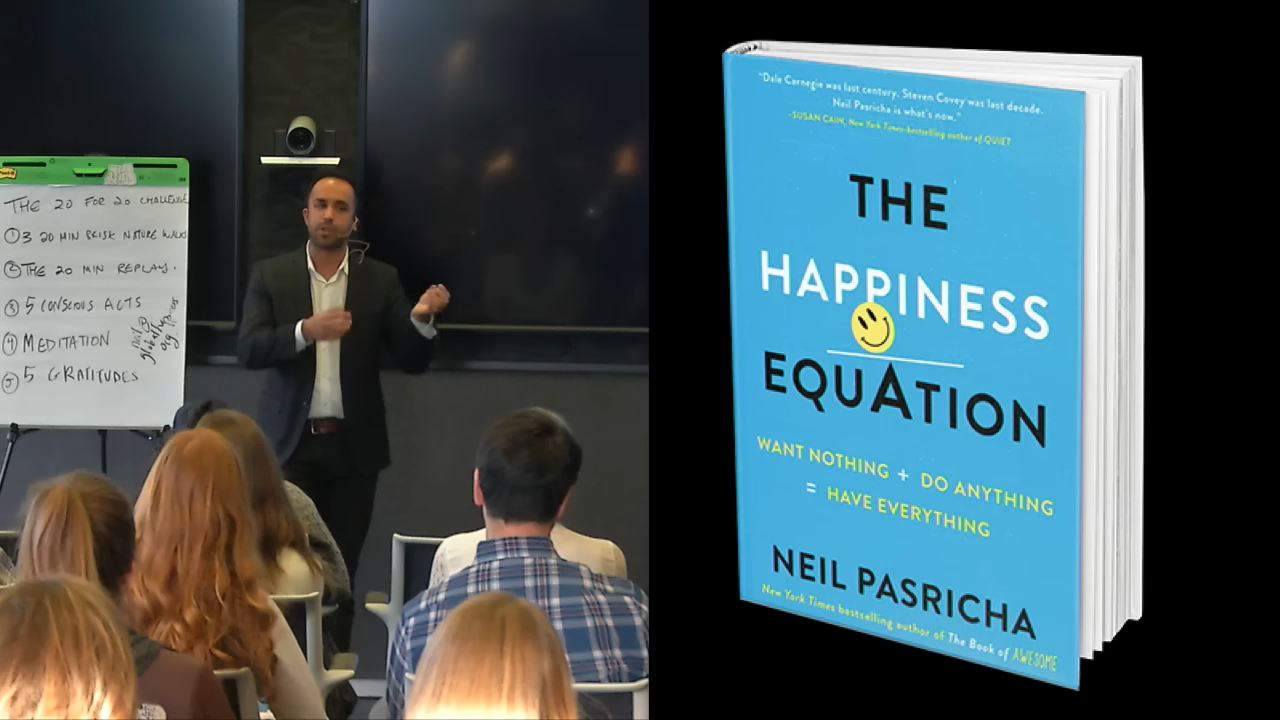 Post-it
THE 20 FOR 20 CHALLENGE
① 3 20 MIN BRISK NATURE WALKS
② THE 20 MIN REPLAY.
③ 5 CONSCIOUS ACTS
④ MEDITATION
⑤ 5 GRATITUDES
"Dale Carnegie was last century. Steven Covey was last decade.
Neil Pasricha is what's now."
-SUSAN CAIN, New York Times-bestselling author of QUIET
THE
HAPPINESS
EQUATION
WANT NOTHING + DO ANYTHING
= HAVE EVERYTHING
NEIL PASRICHA
New York Times bestselling author of The Book of AWESOME